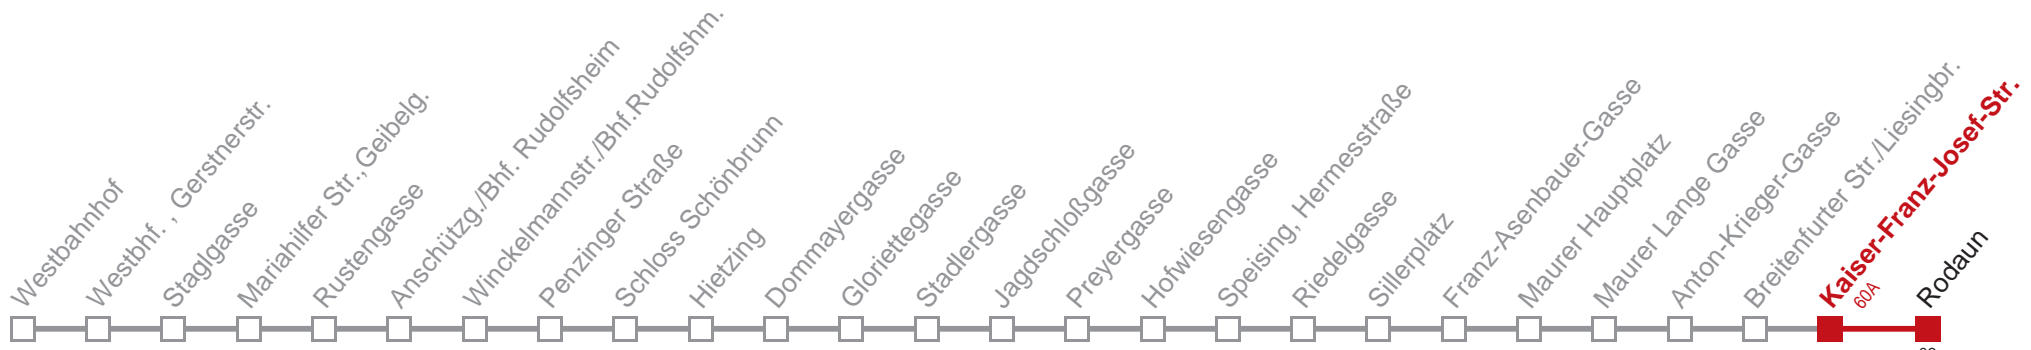 Westbahnhof
Westbhf. , Gerstnerstr.
Staglgasse
Mariahilfer Str.,Geibelg.
Rustengasse
Anschützg./Bhf. Rudolfsheim
Winckelmannstr./Bhf.Rudolfshm.
Penzinger Straße
Schloss Schönbrunn
Hietzing
Dommayergasse
Gloriettegasse
Stadlergasse
Jagdschloßgasse
Preyergasse
Hofwiesengasse
Speising, Hermesstraße
Riedelgasse
Sillerplatz
Franz-Asenbauer-Gasse
Maurer Hauptplatz
Maurer Lange Gasse
Anton-Krieger-Gasse
Breitenfurter Str./Liesingbr.
Kaiser-Franz-Josef-Str.
60A
Rodaun